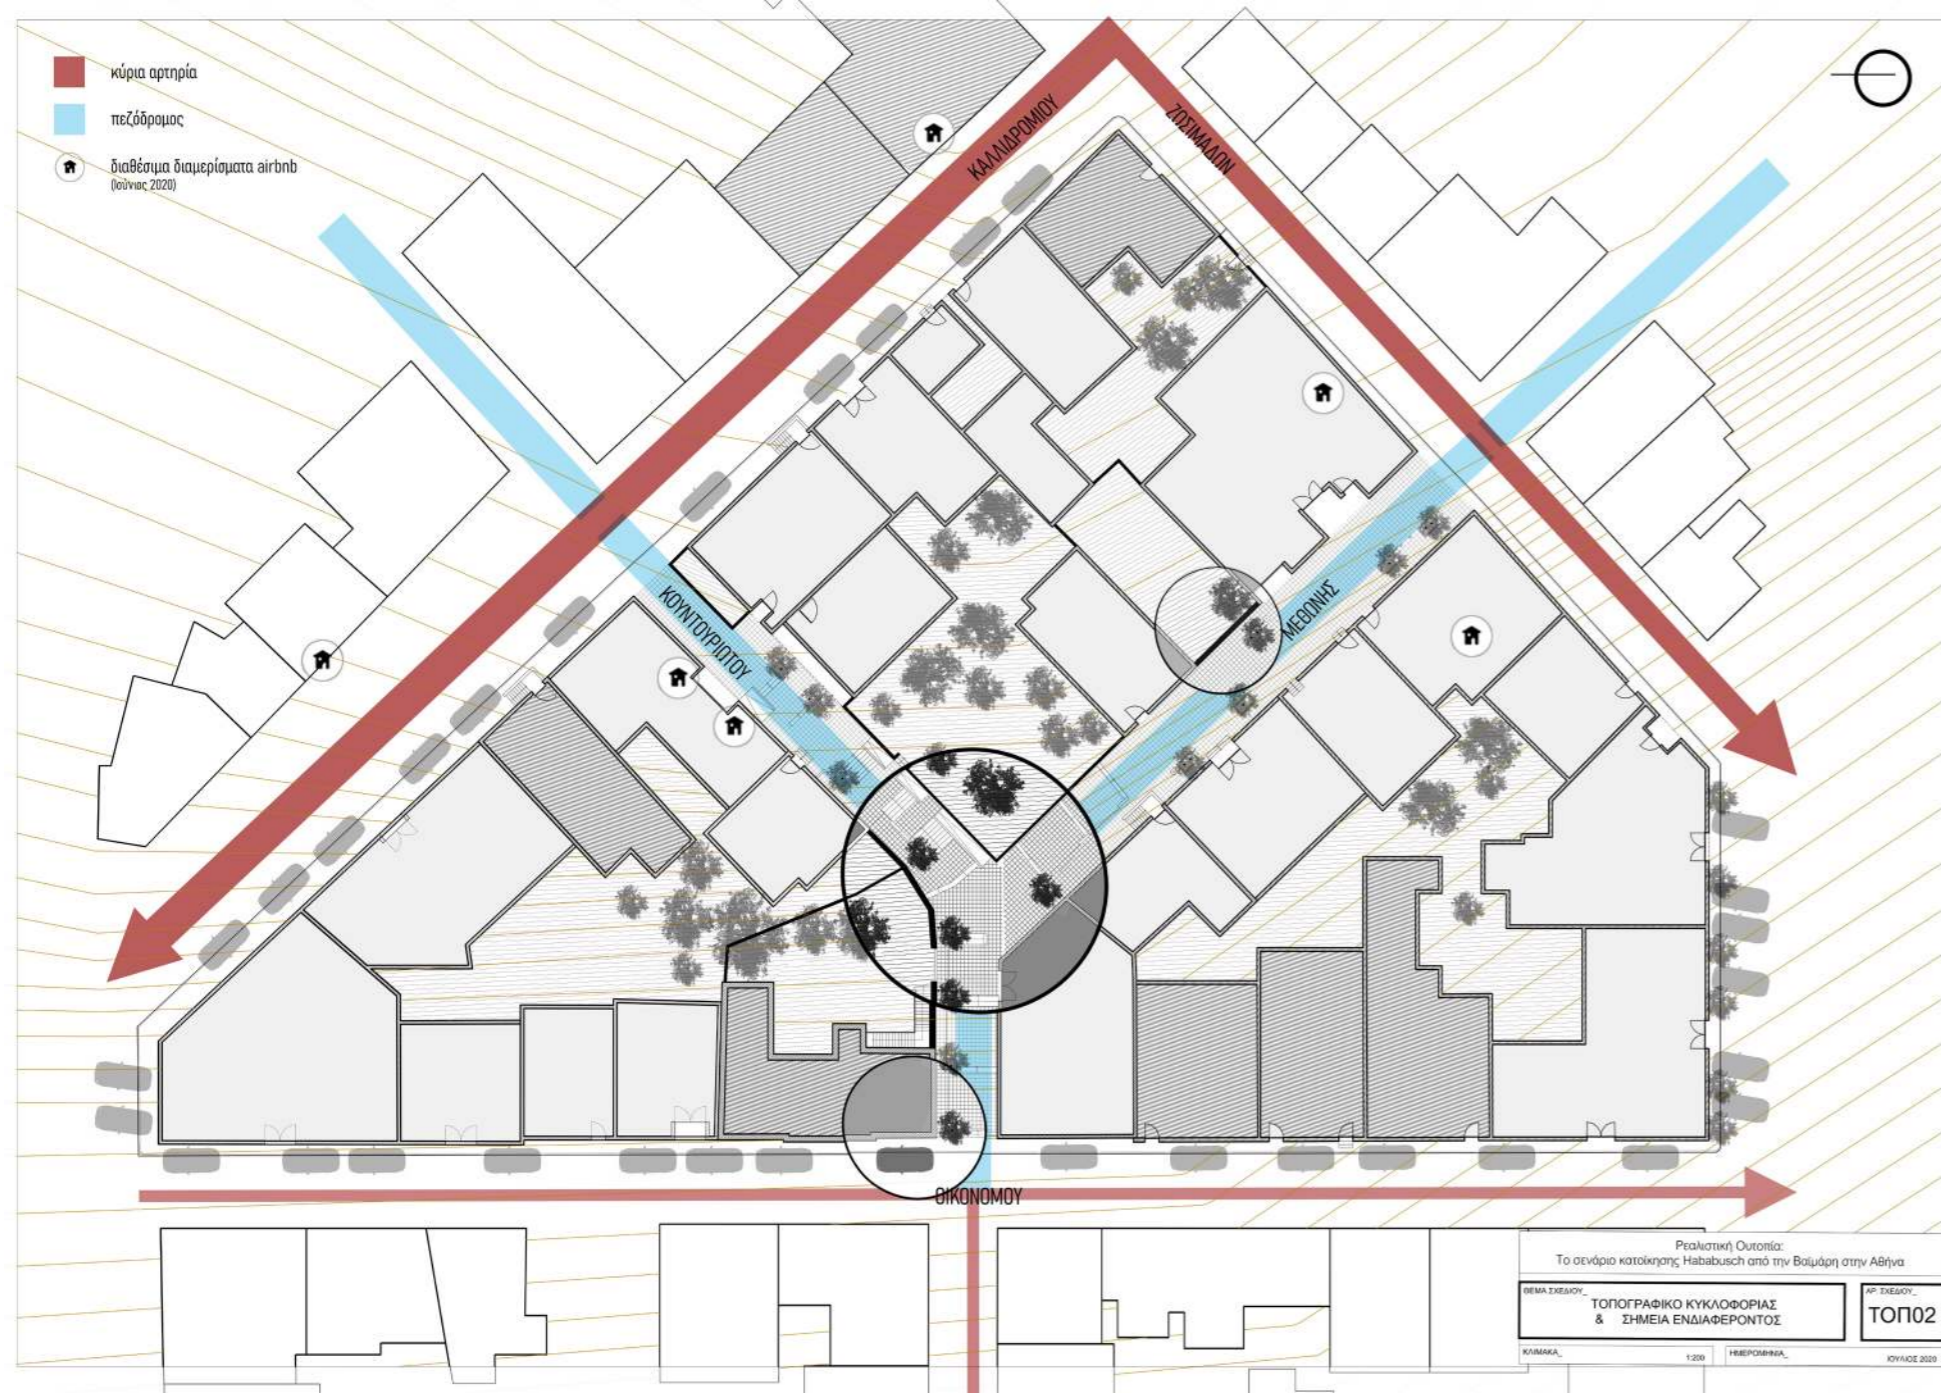 κύρια αρτηρία
πεζόδρομος
διαθέσιμα διαμερίσματα airbnb
(Ιούνιος 2020)
ΚΑΛΛΙΔΡΟΜΙΟΥ
ΖΩΣΙΜΑΔΩΝ
ΚΟΥΝΤΟΥΡΙΩΤΟΥ
ΜΕΘΩΝΗΣ
ΟΙΚΟΝΟΜΟΥ
Ρεαλιστική Ουτοπία:
Το σενάριο κατοίκησης Hababusch από την Βαϊμάρη στην Αθήνα
ΘΕΜΑ ΣΧΕΔΙΟΥ_
ΤΟΠΟΓΡΑΦΙΚΟ ΚΥΚΛΟΦΟΡΙΑΣ
& ΣΗΜΕΙΑ ΕΝΔΙΑΦΕΡΟΝΤΟΣ
ΑΡ. ΣΧΕΔΙΟΥ_
ΤΟΠ02
ΚΛΙΜΑΚΑ_
1:200
ΗΜΕΡΟΜΗΝΙΑ_
ΙΟΥΛΙΟΣ 2020